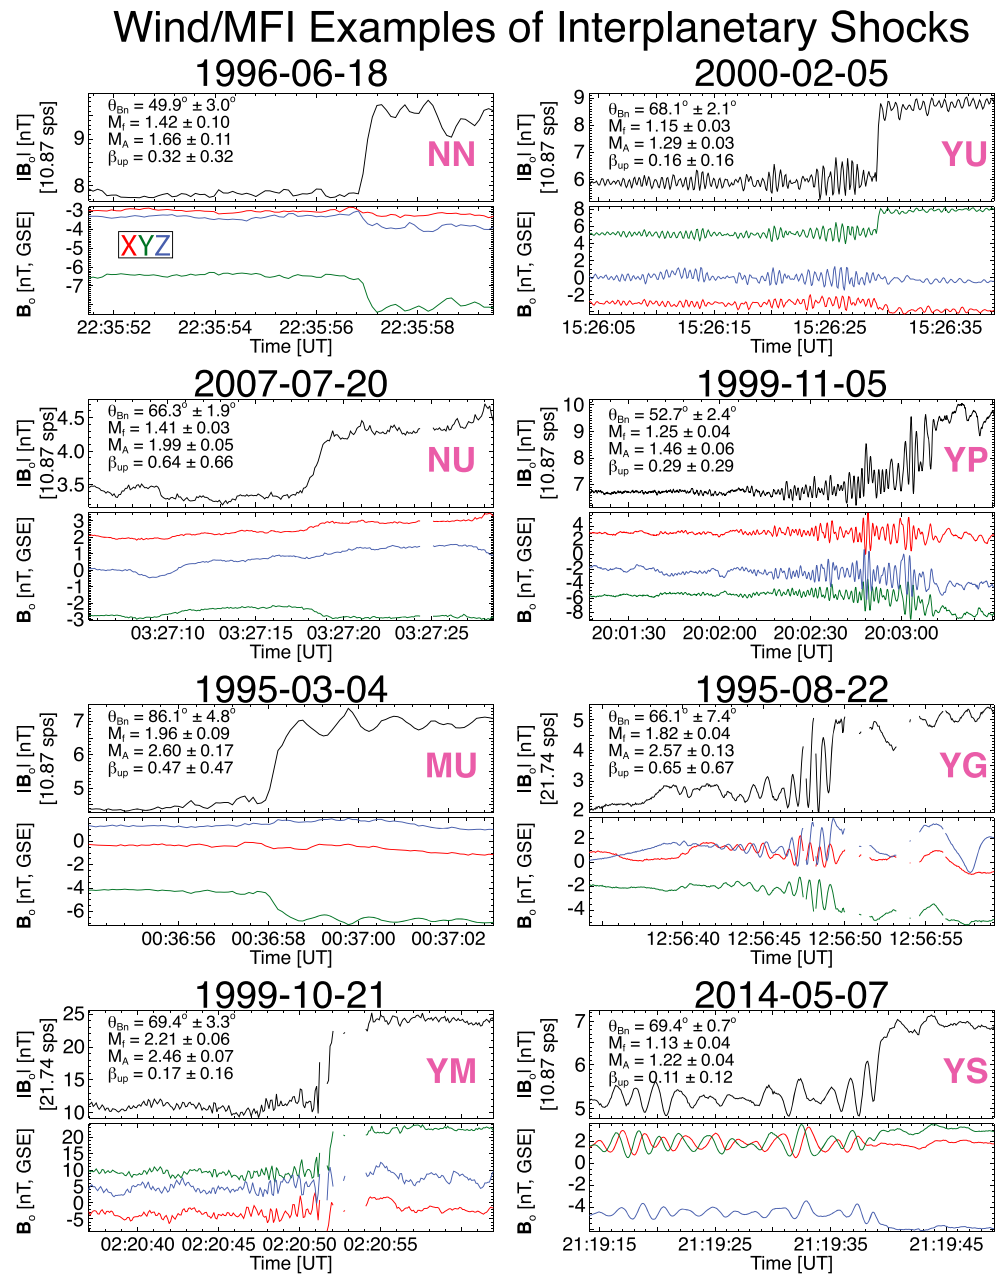 Wind/MFI Examples of Interplanetary Shocks
1996-06-18
θBn = 49.9° ± 3.0°
Mf = 1.42 ± 0.10
MA = 1.66 ± 0.11
βup = 0.32 ± 0.32
NN
|Bo| [nT]
[10.87 sps]
9
8
Bo [nT, GSE]
-3
-4
-6
-7
XYZ
22:35:52 22:35:54 22:35:56 22:35:58
Time [UT]
2000-02-05
θBn = 68.1° ± 2.1°
Mf = 1.15 ± 0.03
MA = 1.29 ± 0.03
βup = 0.16 ± 0.16
YU
|Bo| [nT]
[10.87 sps]
9
8
7
6
Bo [nT, GSE]
8
6
4
2
0
-2
15:26:05 15:26:15 15:26:25 15:26:35
Time [UT]
2007-07-20
θBn = 66.3° ± 1.9°
Mf = 1.41 ± 0.03
MA = 1.99 ± 0.05
βup = 0.64 ± 0.66
NU
|Bo| [nT]
[10.87 sps]
4.5
3.5
Bo [nT, GSE]
3
2
0
1
-2
-3
03:27:10 03:27:15 03:27:20 03:27:25
Time [UT]
1999-11-05
θBn = 52.7° ± 2.4°
Mf = 1.25 ± 0.04
MA = 1.46 ± 0.06
βup = 0.29 ± 0.29
YP
|Bo| [nT]
[10.87 sps]
10
9
8
7
Bo [nT, GSE]
4
2
0
-2
-4
-6
-8
20:01:30 20:02:00 20:02:30 20:03:00
Time [UT]
1995-03-04
θBn = 86.1° ± 4.8°
Mf = 1.96 ± 0.09
MA = 2.60 ± 0.17
βup = 0.47 ± 0.47
MU
|Bo| [nT]
[10.87 sps]
7
6
5
Bo [nT, GSE]
0
-2
-4
-6
00:36:56 00:36:58 00:37:00 00:37:02
Time [UT]
1995-08-22
θBn = 66.1° ± 7.4°
Mf = 1.82 ± 0.04
MA = 2.57 ± 0.13
βup = 0.65 ± 0.67
YG
|Bo| [nT]
[21.74 sps]
5
4
3
2
Bo [nT, GSE]
2
0
-2
-4
12:56:40 12:56:45 12:56:50 12:56:55
Time [UT]
1999-10-21
θBn = 69.4° ± 3.3°
Mf = 2.21 ± 0.06
MA = 2.46 ± 0.07
βup = 0.17 ± 0.16
YM
|Bo| [nT]
[21.74 sps]
25
20
15
10
Bo [nT, GSE]
20
15
10
5
0
-5
02:20:40 02:20:45 02:20:50 02:20:55
Time [UT]
2014-05-07
θBn = 69.4° ± 0.7°
Mf = 1.13 ± 0.04
MA = 1.22 ± 0.04
βup = 0.11 ± 0.12
YS
|Bo| [nT]
[10.87 sps]
7
6
5
Bo [nT, GSE]
2
0
-2
-4
21:19:15 21:19:25 21:19:35 21:19:45
Time [UT]